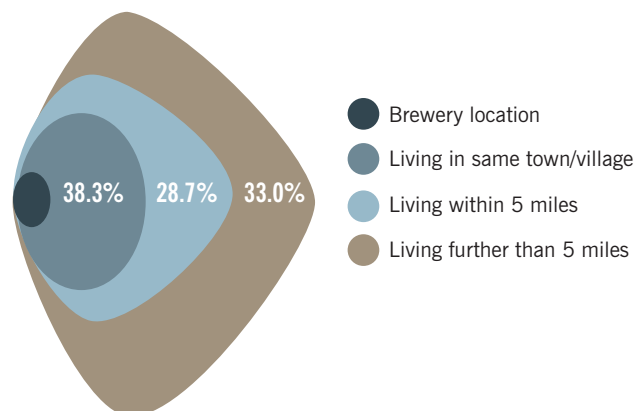 38.3% 28.7% 33.0%
Brewery location
Living in same town/village
Living within 5 miles
Living further than 5 miles